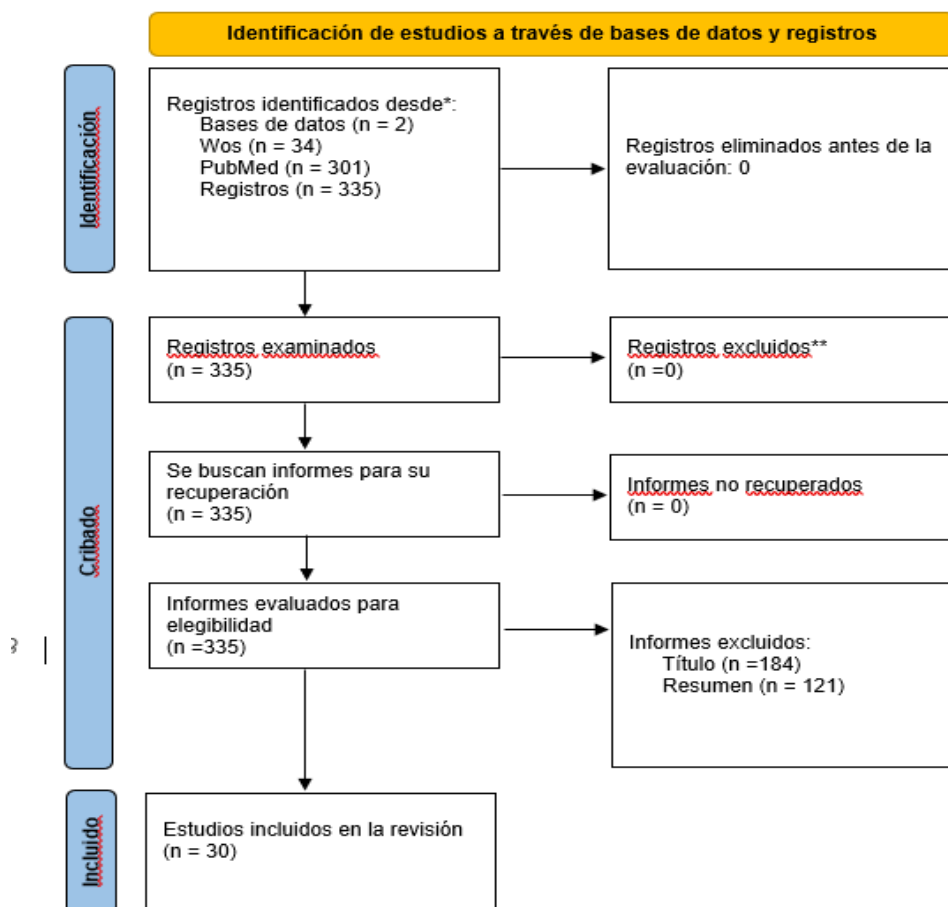 Identificación de estudios a través de bases de datos y registros
Identificación
Registros identificados desde*:
Bases de datos (n = 2)
Wos (n = 34)
PubMed (n = 301)
Registros (n = 335)
Registros eliminados antes de la
evaluación: 0
Cribado
Registros examinados
(n = 335)
Registros excluidos**
(n =0)
Se buscan informes para su
recuperación
(n = 335)
Informes no recuperados
(n = 0)
Informes evaluados para
elegibilidad
(n =335)
Informes excluidos:
Título (n =184)
Resumen (n = 121)
Incluido
Estudios incluidos en la revisión
(n = 30)